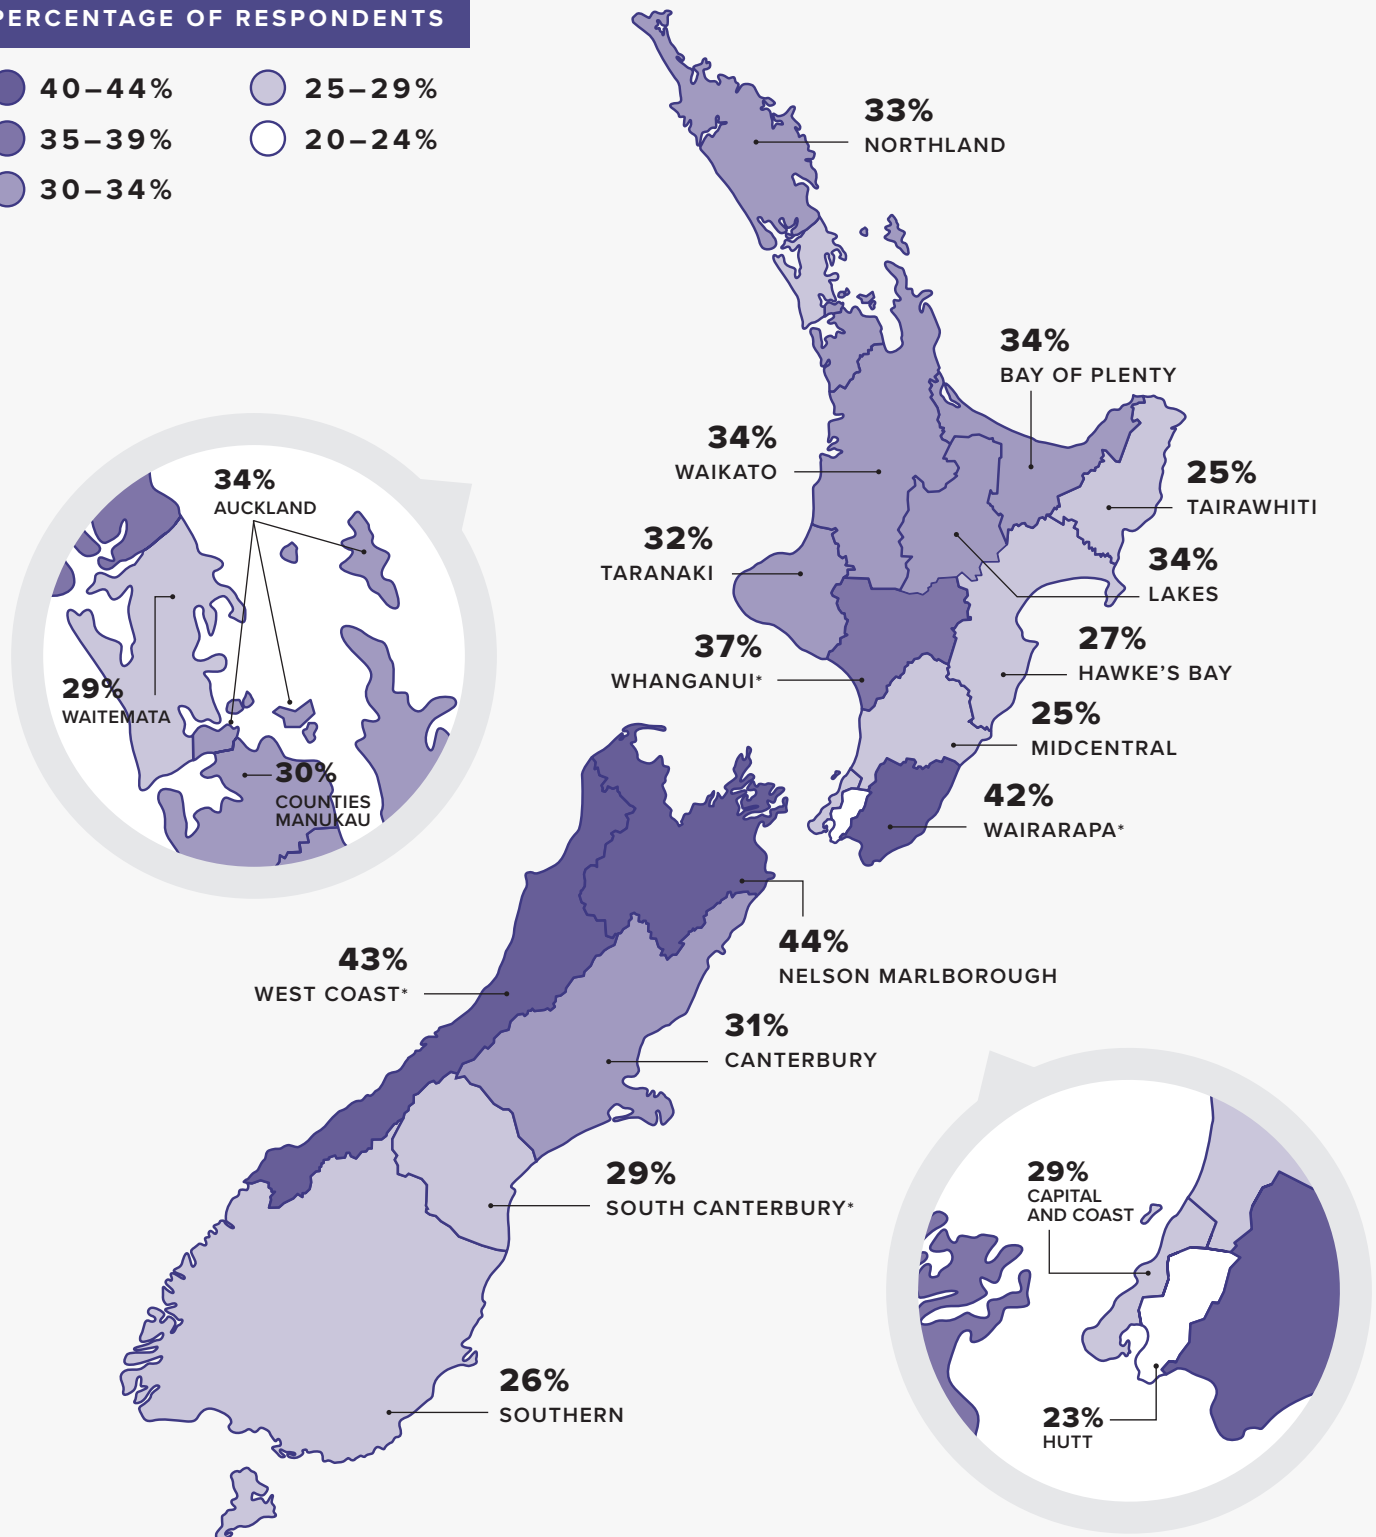 PERCENTAGE OF RESPONDENTS
40–44%
25–29%
35–39%
20–24%
30–34%
33%
NORTHLAND
34%
BAY OF PLENTY
34%
WAIKATO
25%
TAIRAWHITI
32%
TARANAKI
34%
LAKES
37%
WHANGANUI*
27%
HAWKE'S BAY
25%
MIDCENTRAL
42%
WAIRARAPA*
34%
AUCKLAND
29%
WAITEMATA
30%
COUNTIES
MANUKAU
44%
NELSON MARLBOROUGH
43%
WEST COAST*
31%
CANTERBURY
29%
SOUTH CANTERBURY*
26%
SOUTHERN
29%
CAPITAL
AND COAST
23%
HUTT